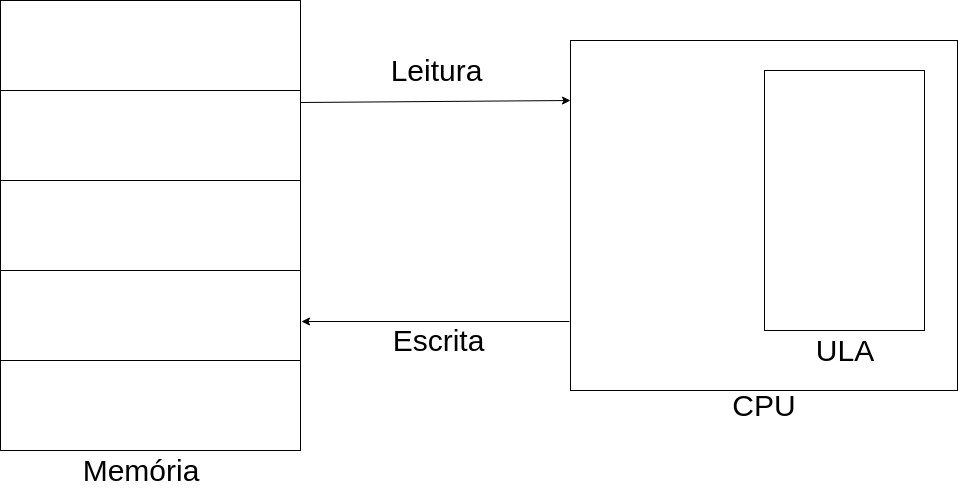 Leitura
Escrita
ULA
CPU
Memória